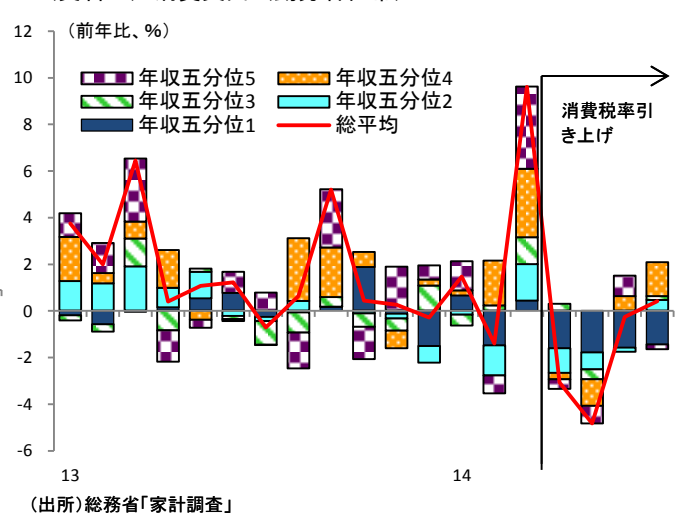 12
（前年比、%）
10
8
6
4
2
0
-2
-4
-6
年収五分位5
年収五分位4
年収五分位3
年収五分位2
年収五分位1
総平均
消費税率引
き上げ
13
14
（出所）総務省「家計調査」